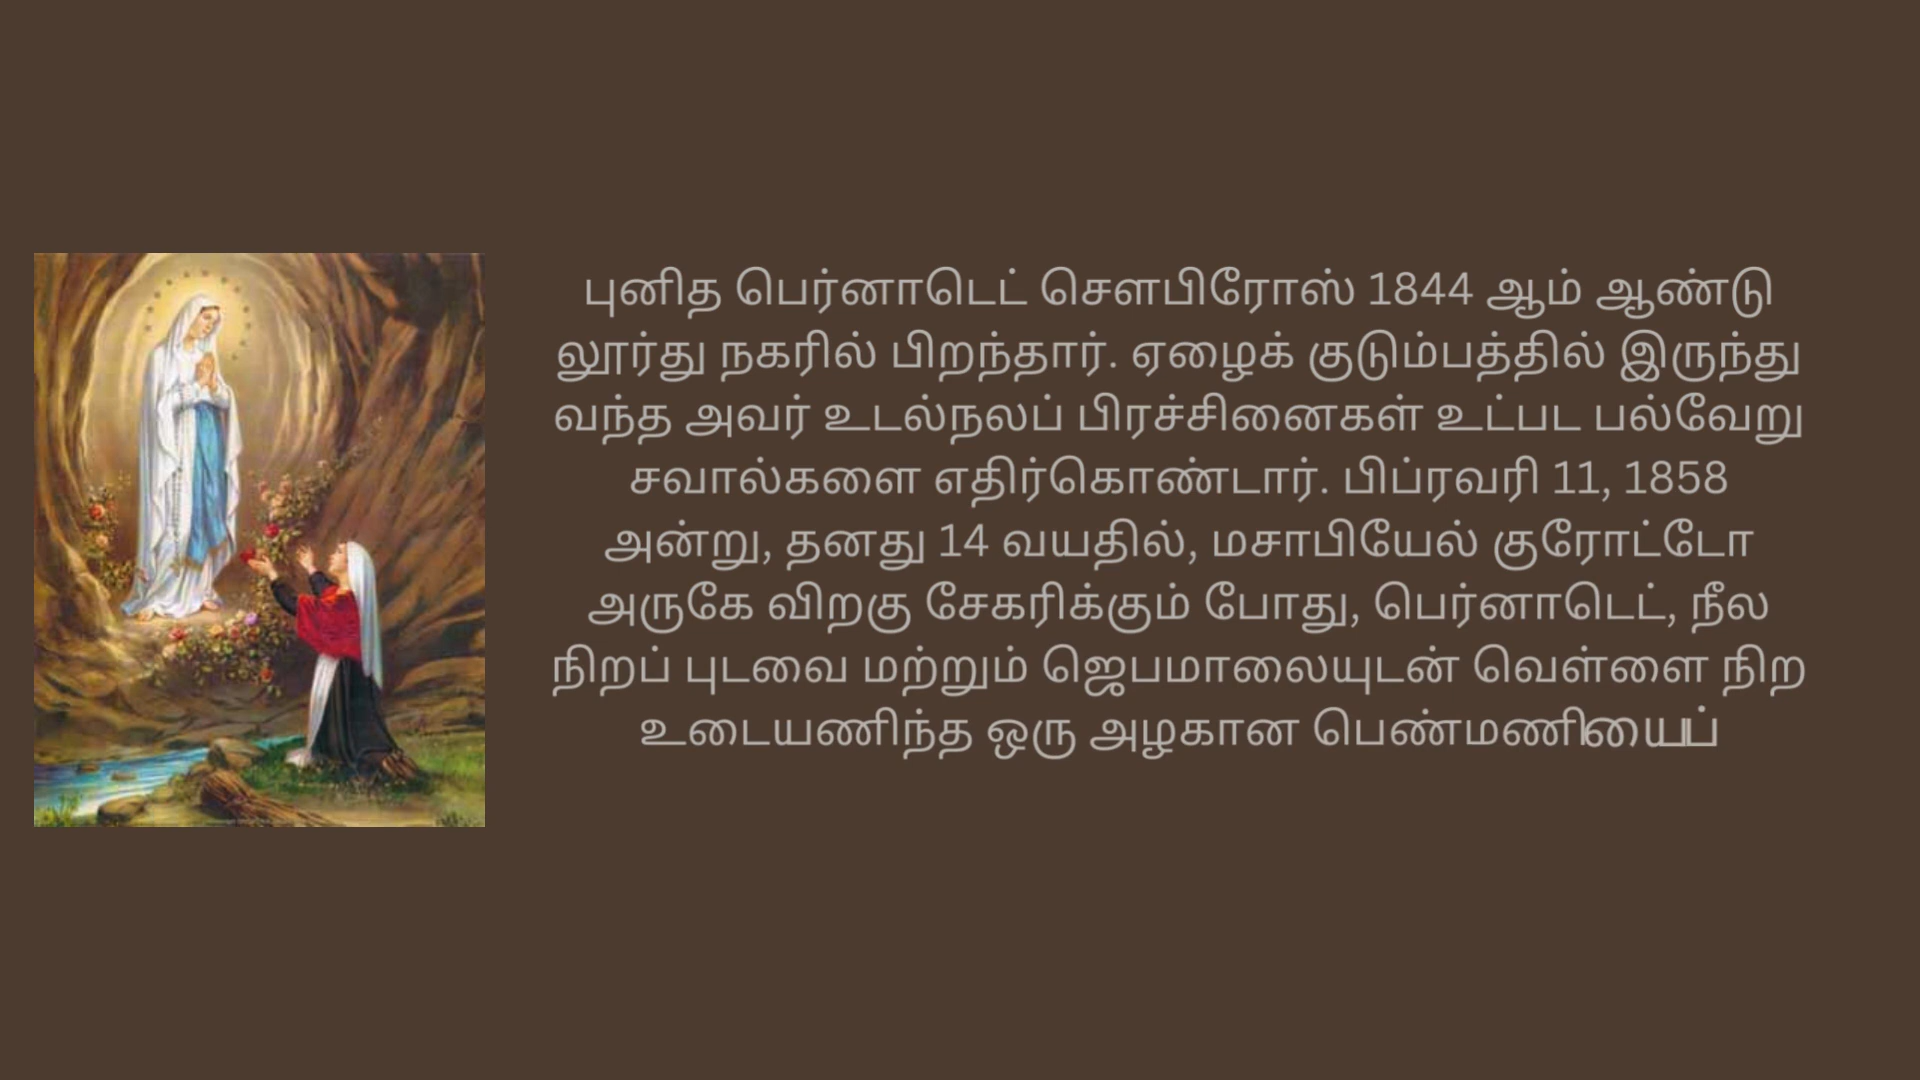 புனித பெர்னாடெட் சௌபிரோஸ் 1844 ஆம் ஆண்டு
லூர்து நகரில் பிறந்தார். ஏழைக் குடும்பத்தில் இருந்து
வந்த அவர் உடல்நலப் பிரச்சினைகள் உட்பட பல்வேறு
சவால்களை எதிர்கொண்டார். பிப்ரவரி 11, 1858
அன்று, தனது 14 வயதில், மசாபியேல் குரோட்டோ
அருகே விறகு சேகரிக்கும் போது, பெர்னாடெட், நீல
நிறப் புடவை மற்றும் ஜெபமாலையுடன் வெள்ளை நிற
உடையணிந்த ஒரு அழகான பெண்மணியைப்